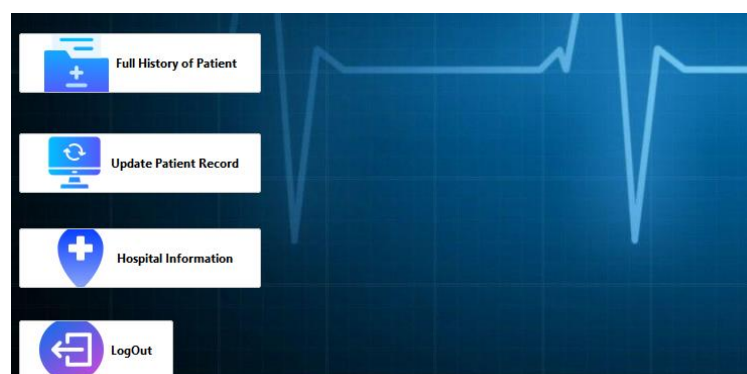 Full History of Patient
Update Patient Record
Hospital Information
LogOut